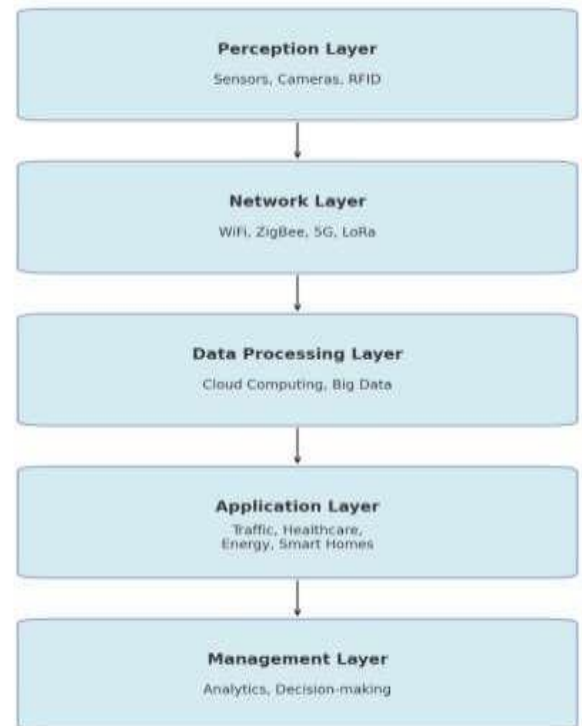 Perception Layer
Sensors, Cameras, RFID
Network Layer
WiFi, ZigBee, 5G, LoRa
Data Processing Layer
Cloud Computing, Big Data
Application Layer
Traffic, Healthcare,
Energy, Smart Homes
Management Layer
Analytics, Decision-making